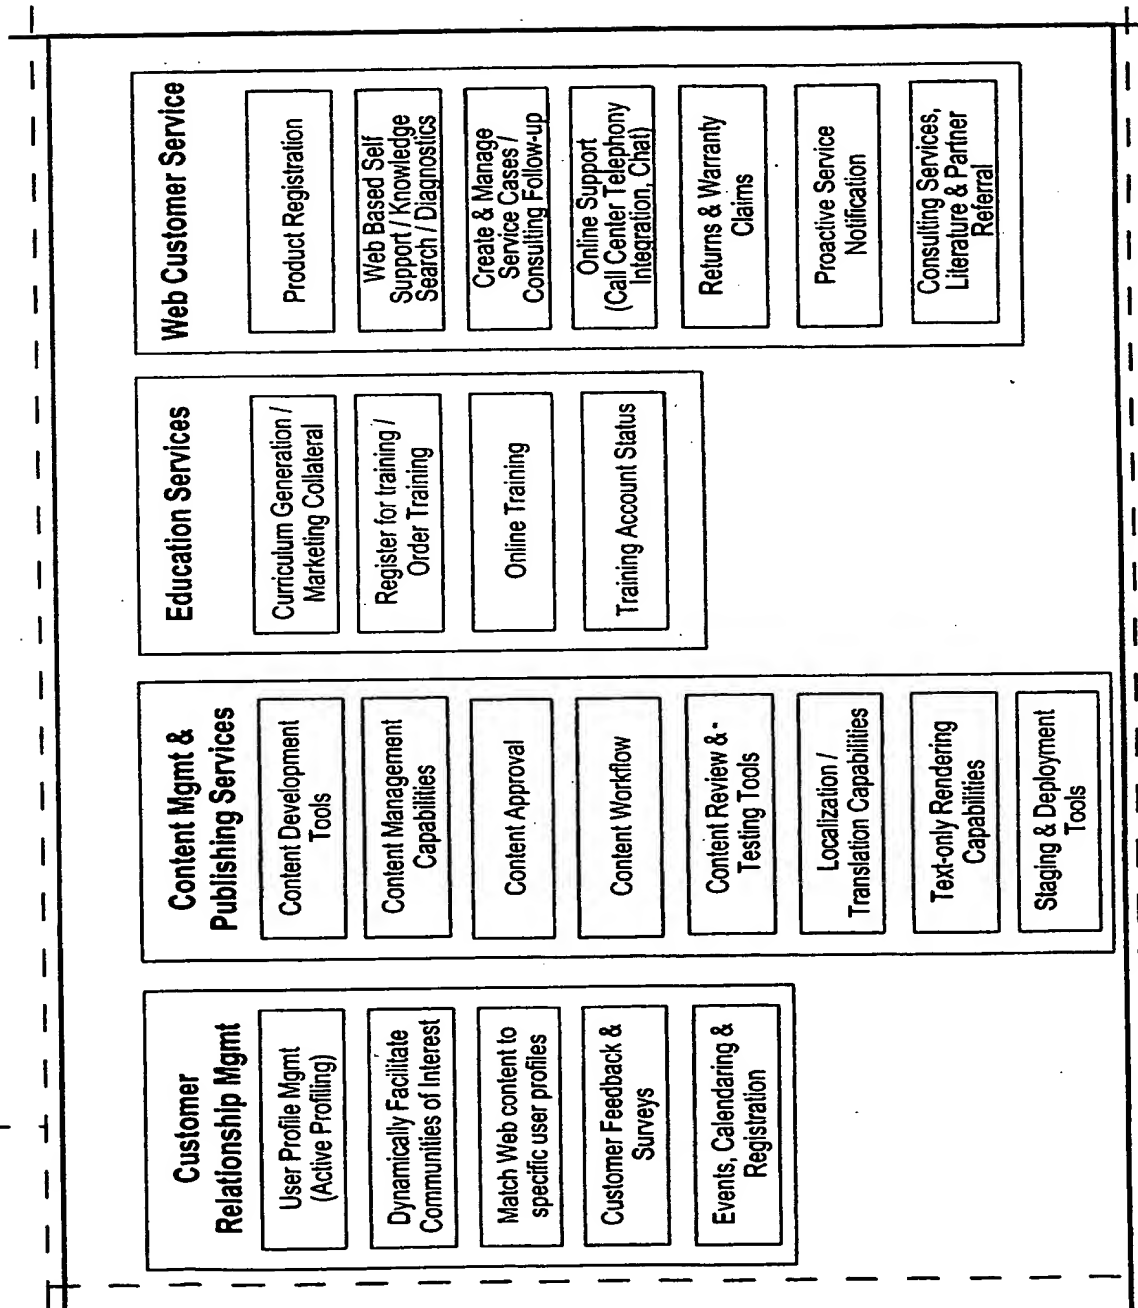 Customer
Relationship Mgmt
User Profile Mgmt
(Active Profiling)
Dynamically Facilitate
Communities of Interest
Match Web content to
specific user profiles
Customer Feedback &
Surveys
Events, Calendaring &
Registration
Content Mgmt &
Publishing Services
Content Development
Tools
Content Management
Capabilities
Content Approval
Content Workflow
Content Review &
Testing Tools
Localization /
Translation Capabilities
Text-only Rendering
Capabilities
Staging & Deployment
Tools
Education Services
Curriculum Generation /
Marketing Collateral
Register for training /
Order Training
Online Training
Training Account Status
Web Customer Service
Product Registration
Web Based Self
Support / Knowledge
Search / Diagnostics
Create & Manage
Service Cases /
Consulting Follow-up
Online Support
(Call Center Telephony
Integration, Chat)
Returns & Warranty
Claims
Proactive Service
Notification
Consulting Services,
Literature & Partner
Referral